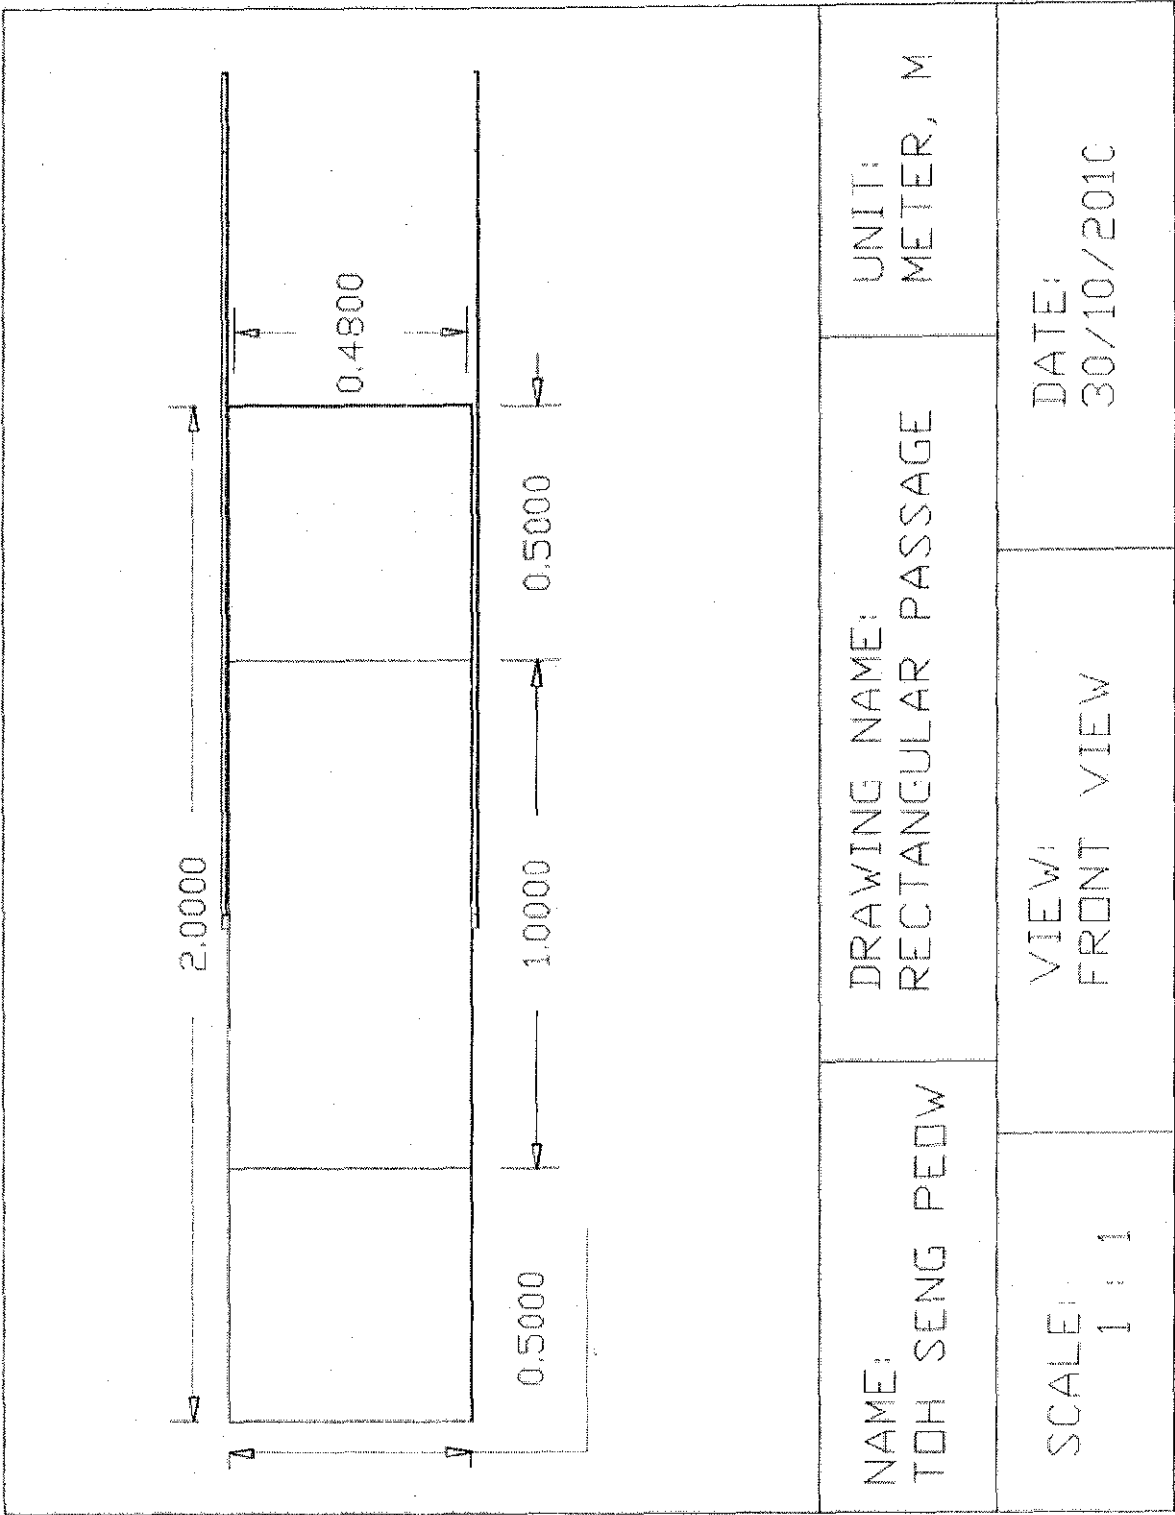 2.0000
0.4800
0.5000
1.0000
0.5000
NAME:
TOH SENG PEOW
DRAWING NAME:
RECTANGULAR PASSAGE
UNIT:
METER, M
SCALE:
1 : 1
VIEW:
FRONT VIEW
DATE:
30/10/2010